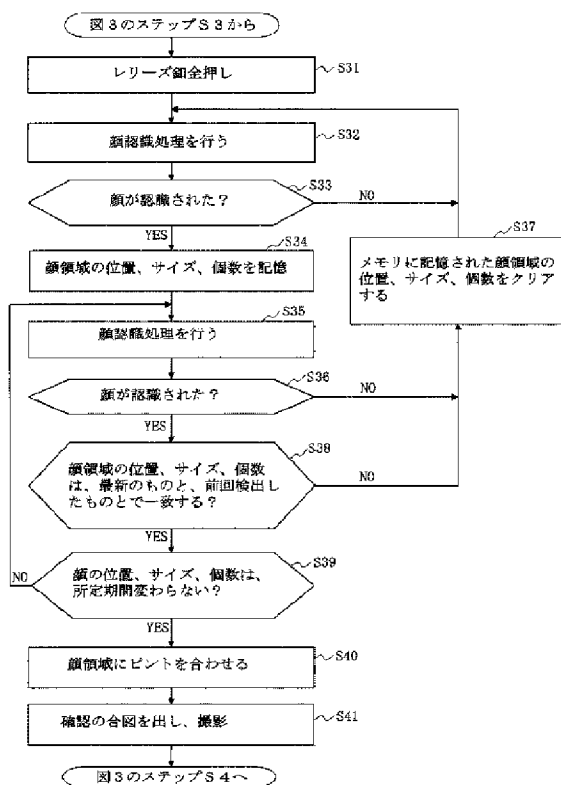 図3のステップS3から
レリーズ釦全押し
S31
顔認識処理を行う
S32
顔が認識された？
S33
NO
YES
S34
顔領域の位置、サイズ、個数を記憶
S37
メモリに記憶された顔領域の
位置、サイズ、個数をクリア
する
S35
顔認識処理を行う
顔が認識された？
S36
NO
YES
S38
顔領域の位置、サイズ、個数
は、最新のものと、前回検出し
たものとで一致する？
NO
YES
S39
顔の位置、サイズ、個数は、
所定期間変わらない？
NO
YES
顔領域にピントを合わせる
S40
確認の合図を出し、撮影
S41
図3のステップS4へ